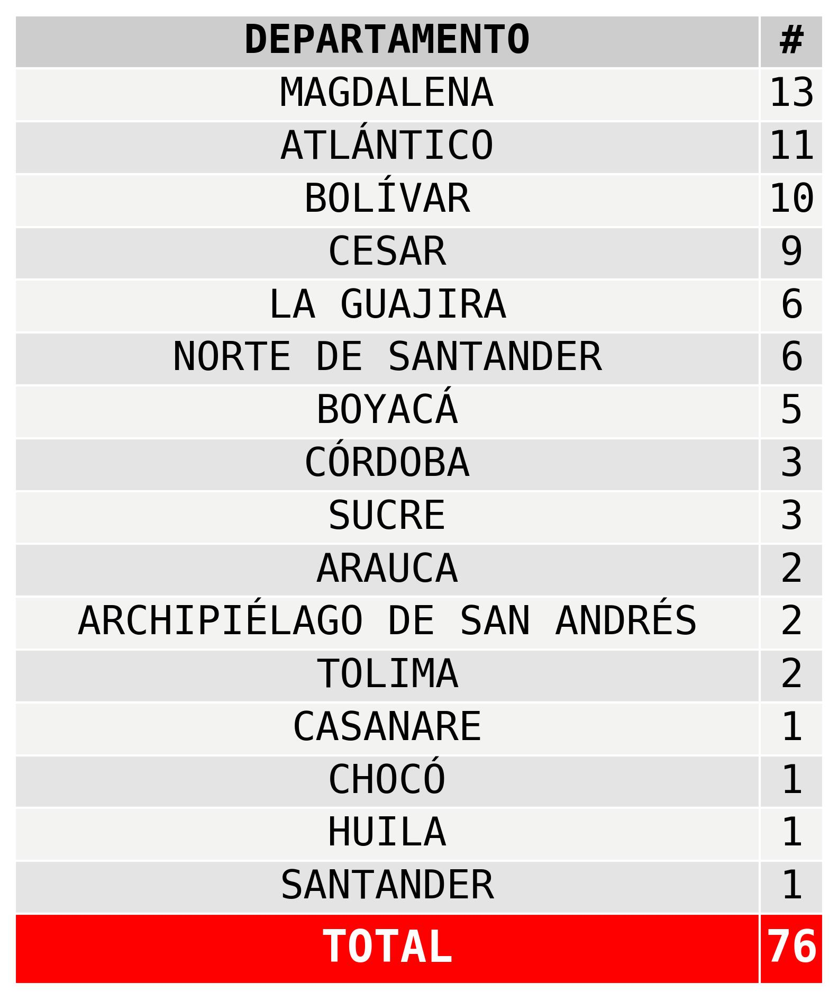 DEPARTAMENTO #
MAGDALENA 13
ATLÁNTICO 11
BOLÍVAR 10
CESAR 9
LA GUAJIRA 6
NORTE DE SANTANDER 6
BOYACÁ 5
CÓRDOBA 3
SUCRE 3
ARAUCA 2
ARCHIPIÉLAGO DE SAN ANDRÉS 2
TOLIMA 2
CASANARE 1
CHOCÓ 1
HUILA 1
SANTANDER 1
TOTAL 76